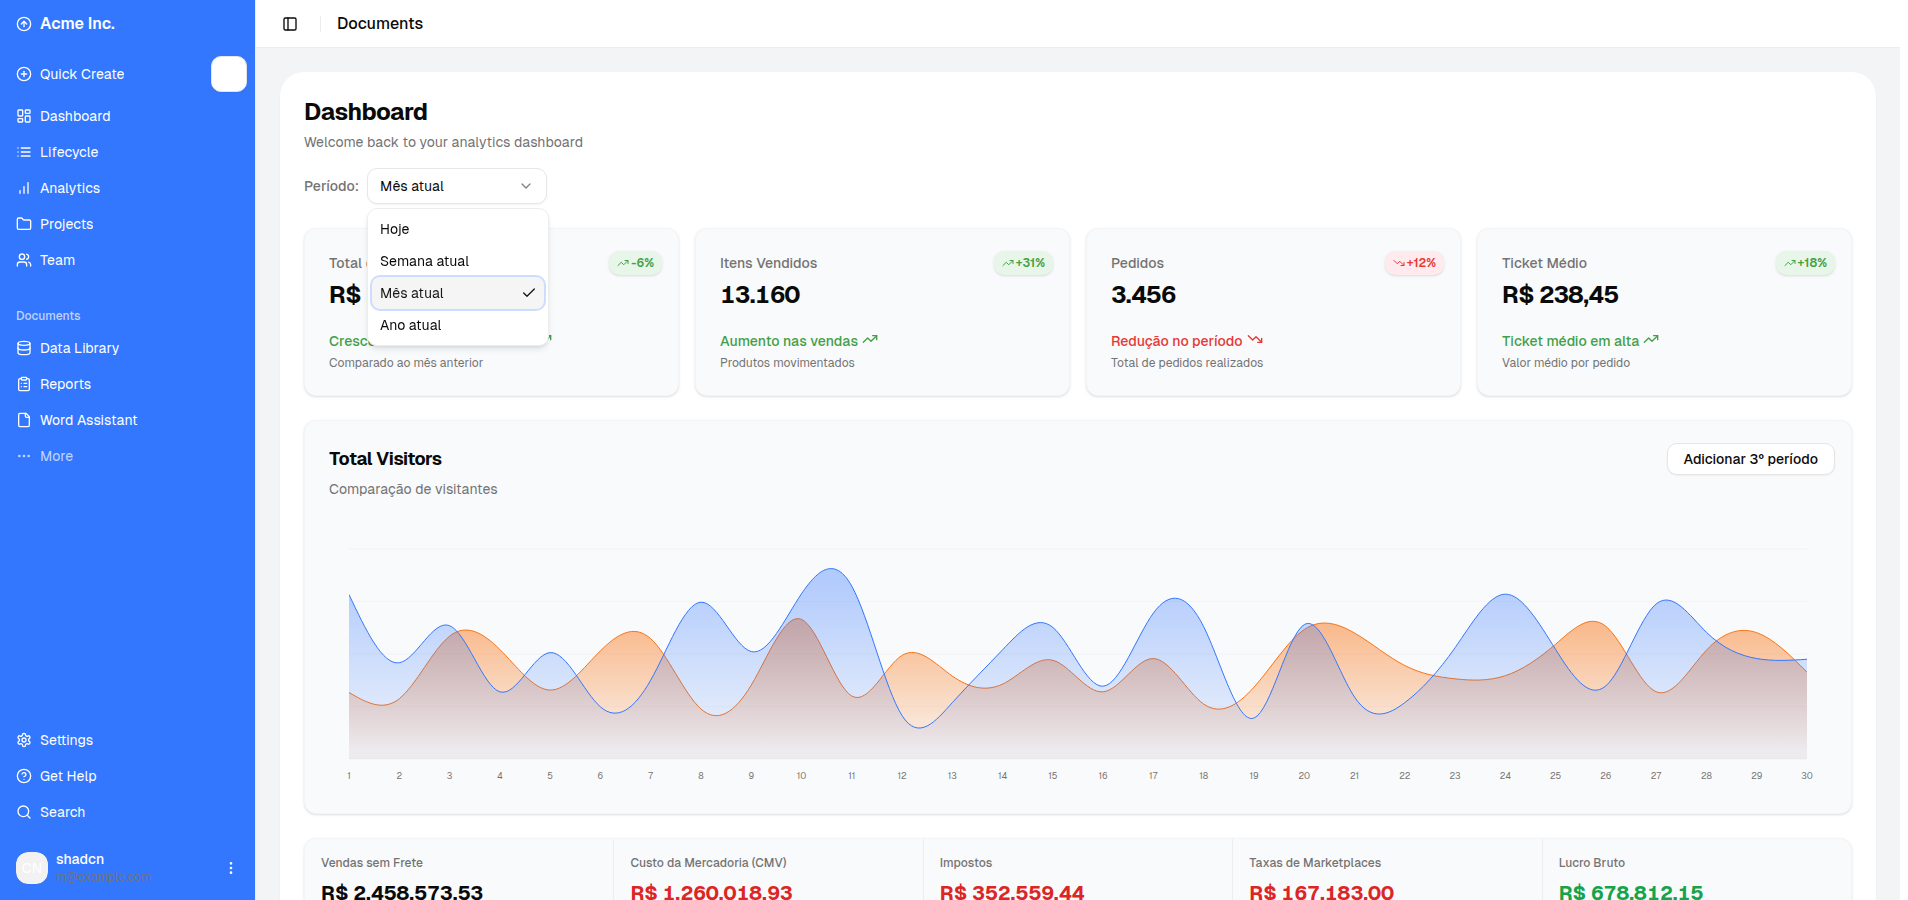 Acme Inc.
Quick Create
Dashboard
Lifecycle
Analytics
Projects
Team
Documents
Data Library
Reports
Word Assistant
More
Settings
Get Help
Search
CN
shadcn
m@example.com
Documents
Dashboard
Welcome back to your analytics dashboard
Período:
Mês atual
Hoje
Semana atual
Mês atual
Ano atual
Total
-6%
R$
Comparado ao mês anterior
Itens Vendidos
+31%
13.160
Aumento nas vendas
Produtos movimentados
Pedidos
+12%
3.456
Redução no período
Total de pedidos realizados
Ticket Médio
+18%
R$ 238,45
Ticket médio em alta
Valor médio por pedido
Total Visitors
Adicionar 3º período
Comparação de visitantes
1 2 3 4 5 6 7 8 9 10 11 12 13 14 15 16 17 18 19 20 21 22 23 24 25 26 27 28 29 30
Vendas sem Frete
R$ 2.458.573,53
Custo da Mercadoria (CMV)
R$ 1.260.018,93
Impostos
R$ 352.559,44
Taxas de Marketplaces
R$ 167.183,00
Lucro Bruto
R$ 678.812,15